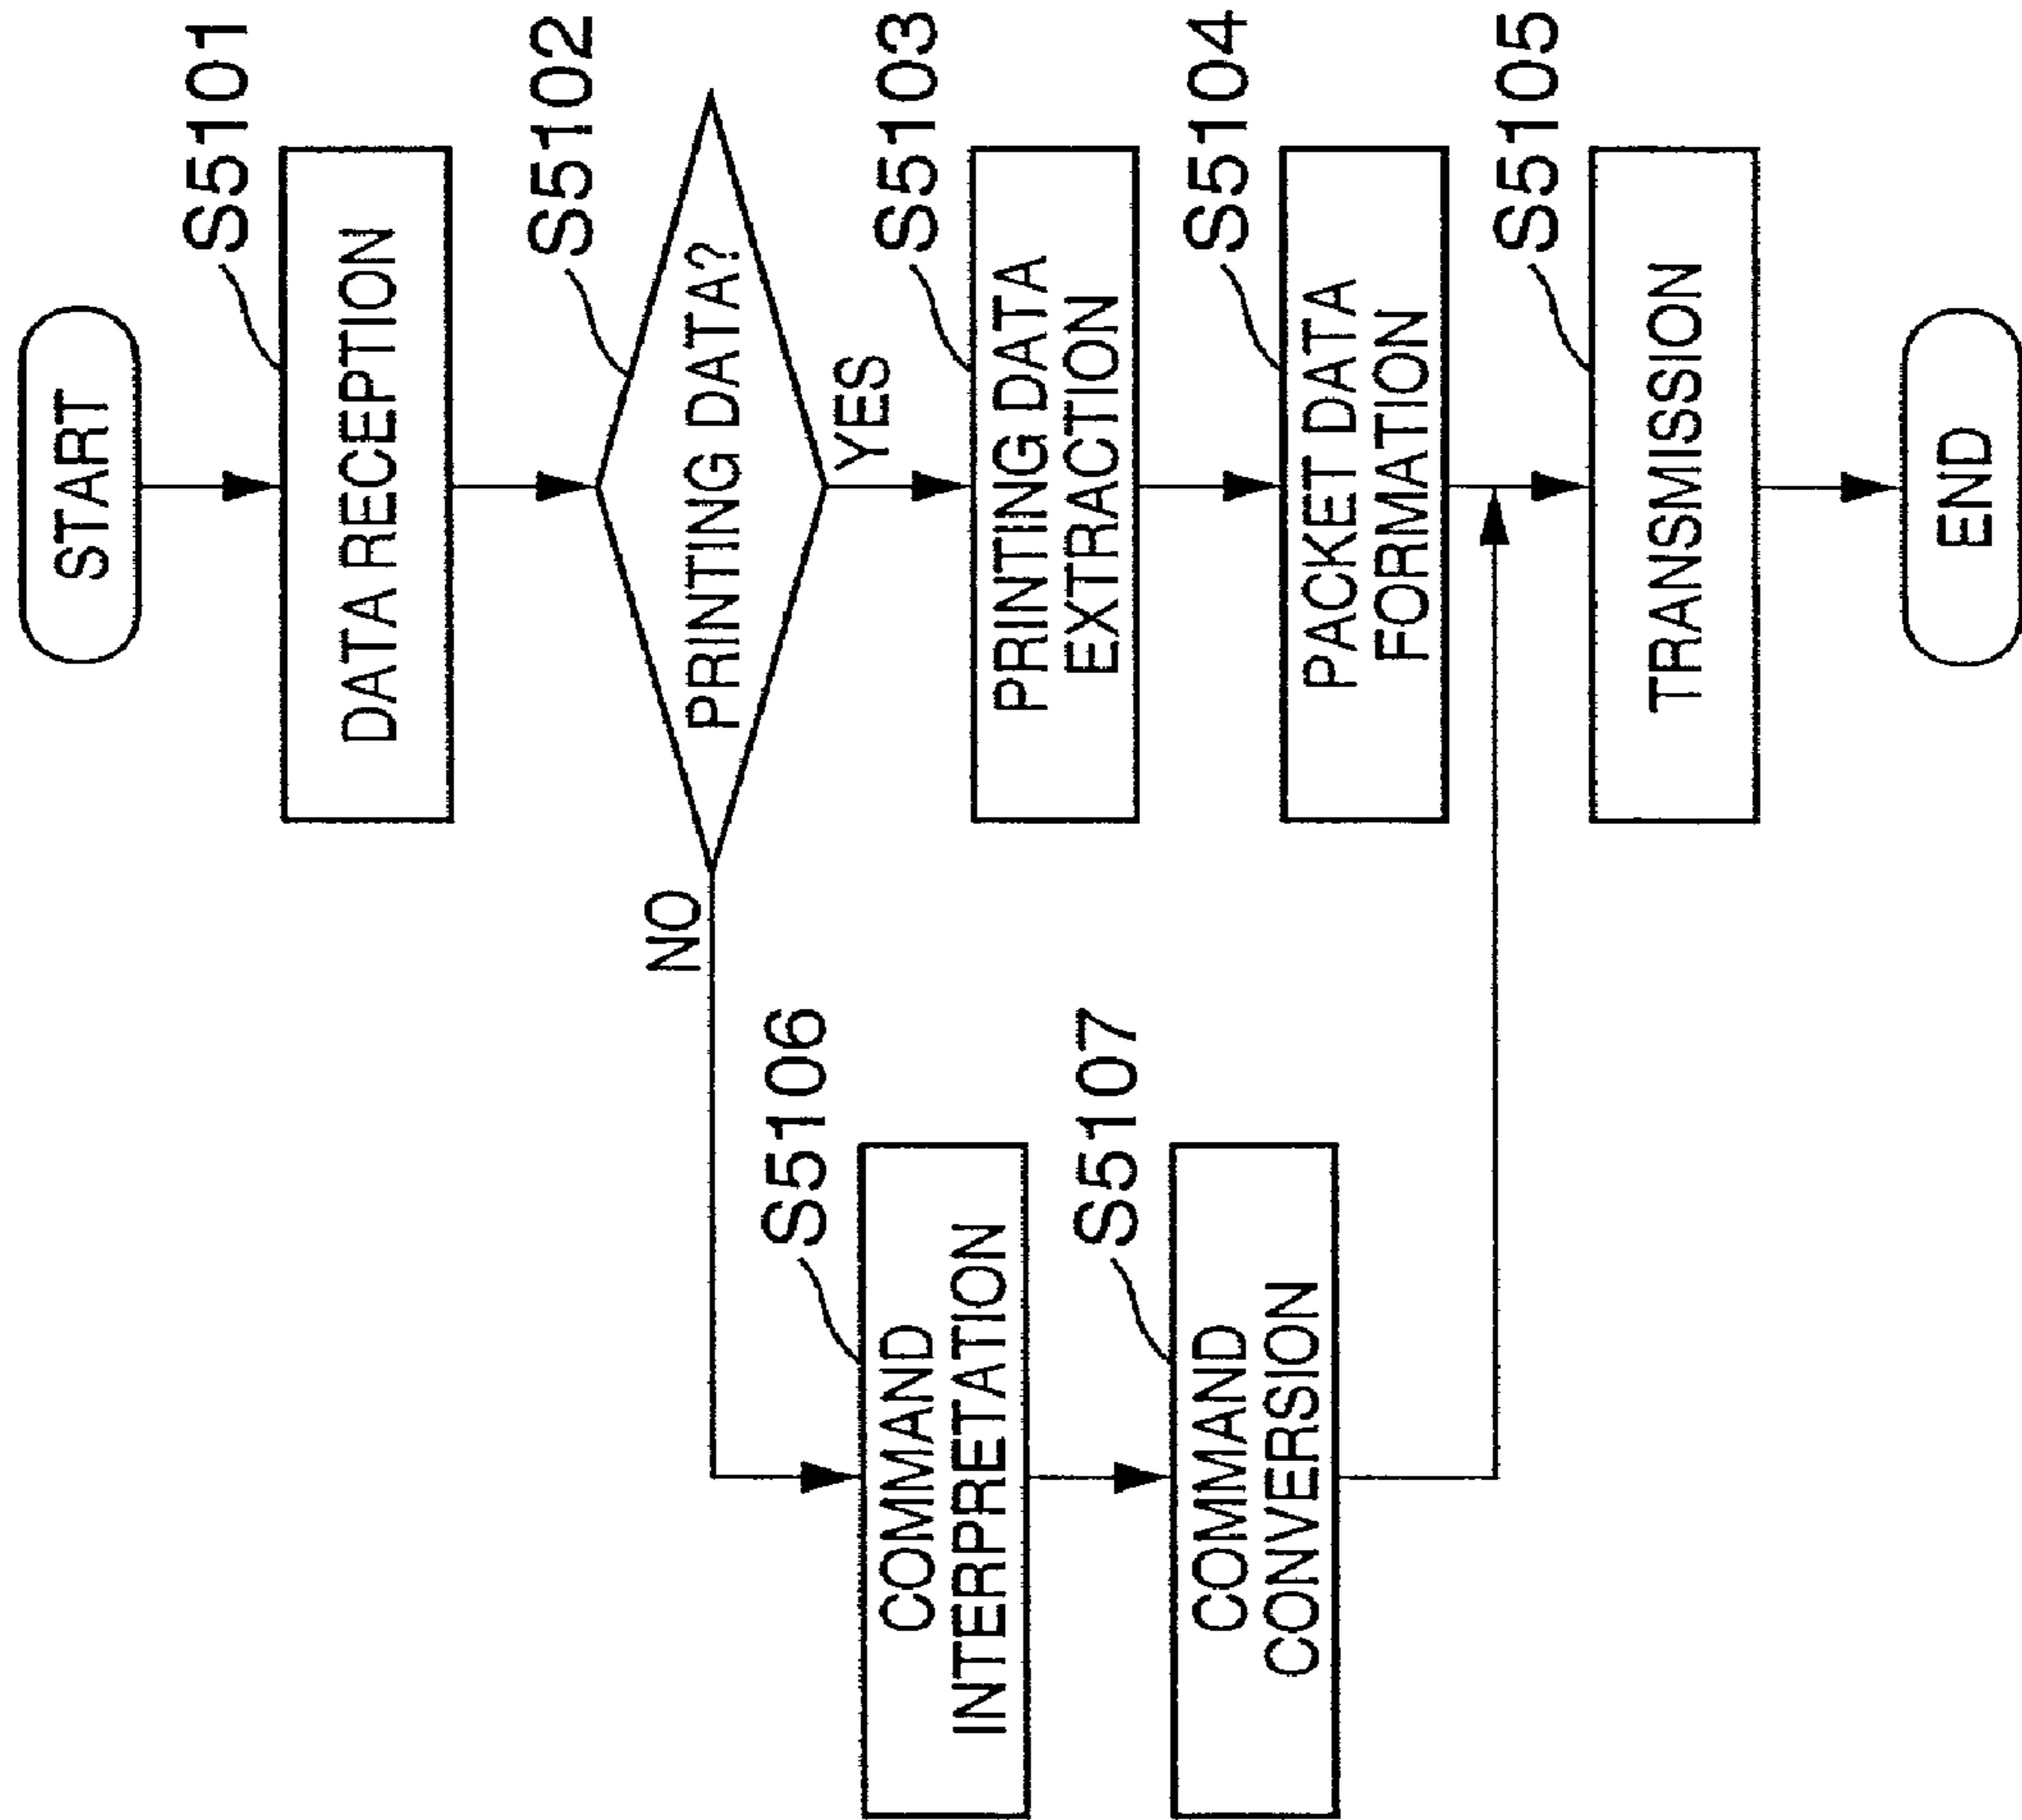 START
S5101
DATA RECEPTION
S5102
PRINTING DATA?
NO
YES
S5103
PRINTING DATA
EXTRACTION
S5104
PACKET DATA
FORMATION
S5105
TRANSMISSION
END
S5106
COMMAND
INTERPRETATION
S5107
COMMAND
CONVERSION